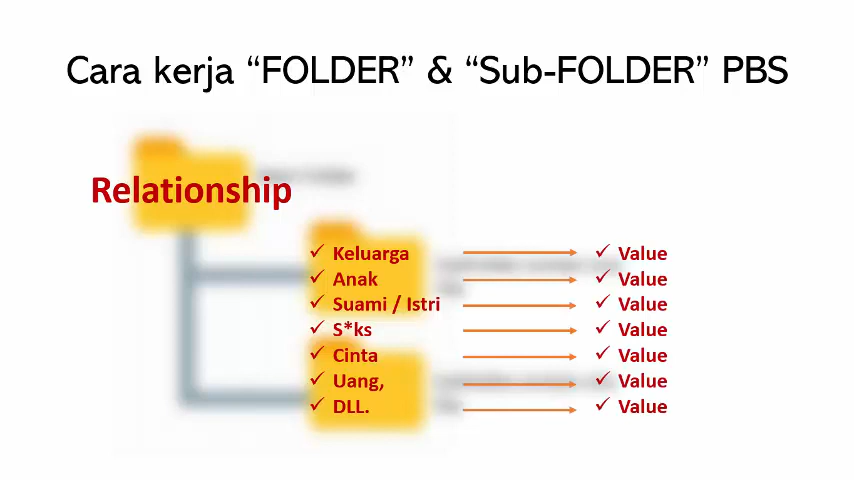 Cara kerja “FOLDER” & “Sub-FOLDER” PBS
Relationship
✓ Keluarga ✓ Value
✓ Anak ✓ Value
✓ Suami / Istri ✓ Value
✓ S*ks ✓ Value
✓ Cinta ✓ Value
✓ Uang, ✓ Value
✓ DLL. ✓ Value